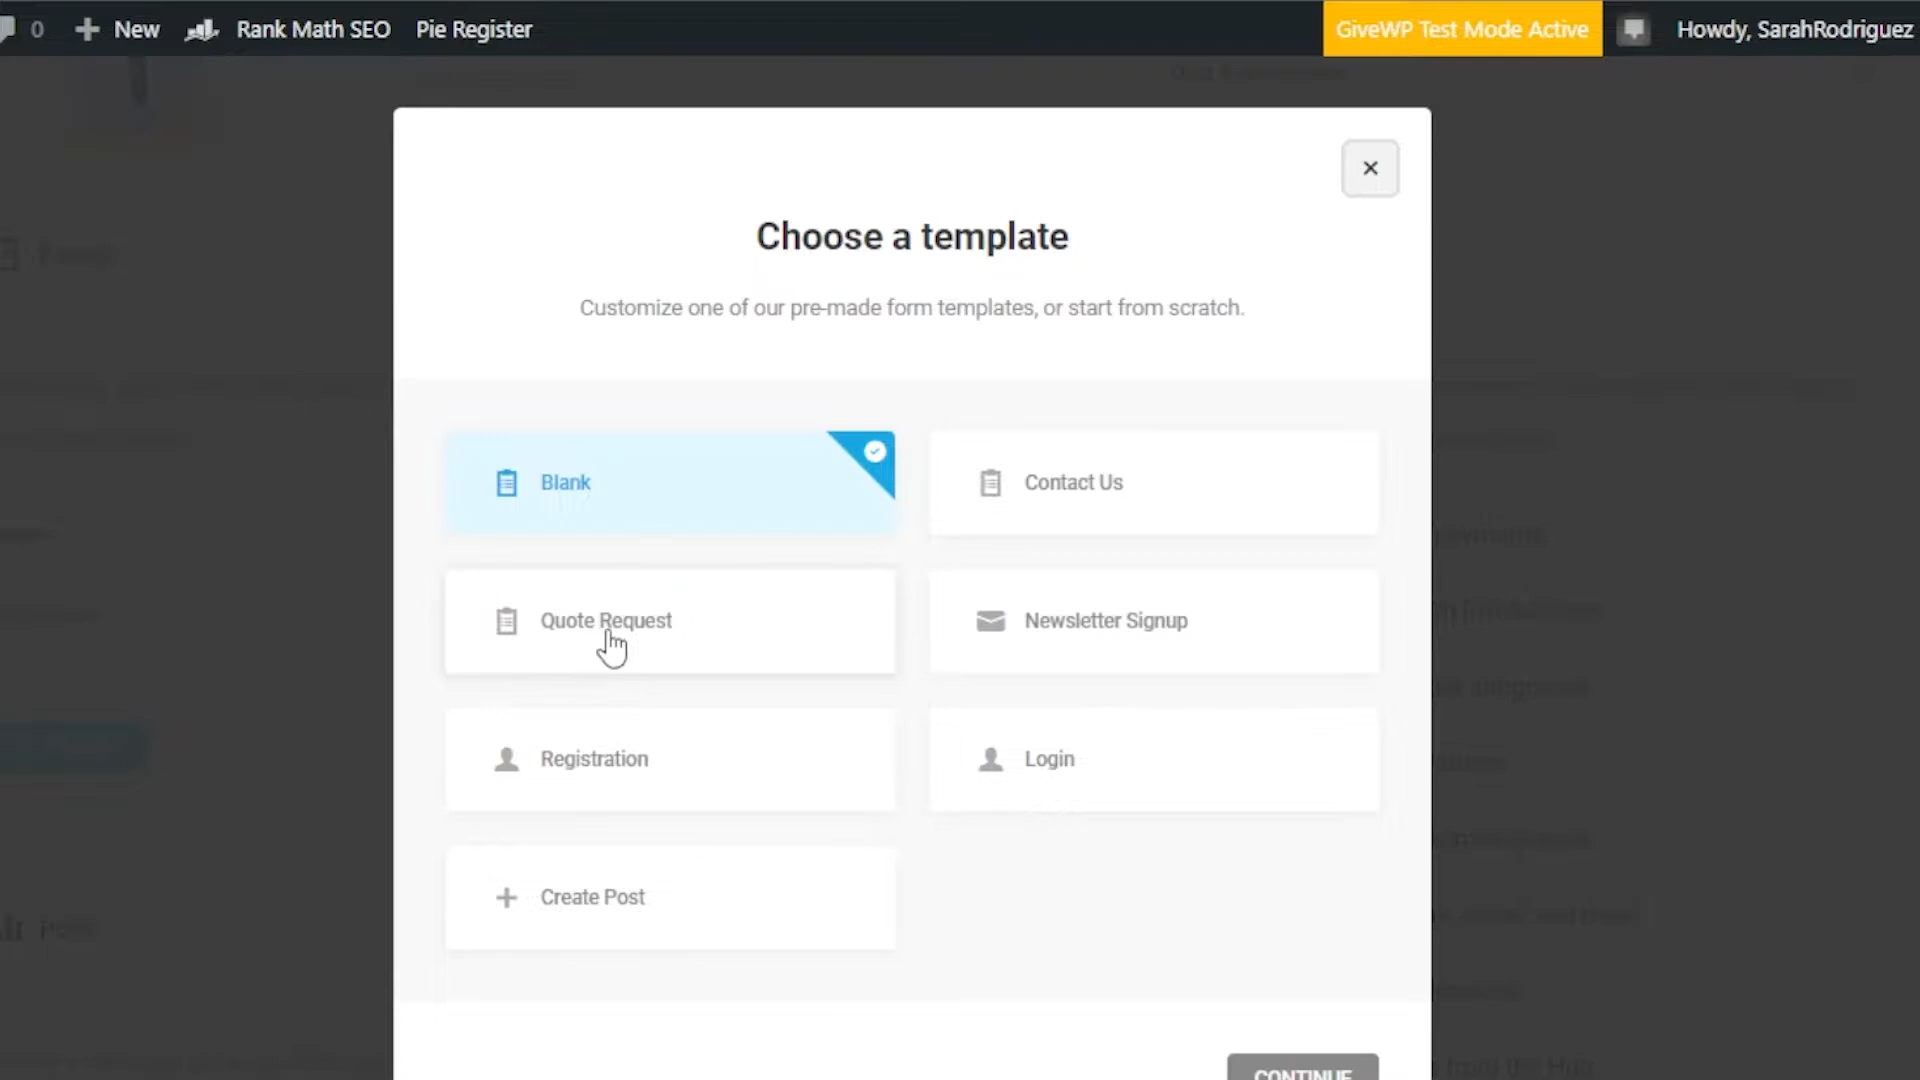 0 New Rank Math SEO Pie Register GiveWP Test Mode Active Howdy, SarahRodriguez
Choose a template
Customize one of our pre-made form templates, or start from scratch.
Blank
Contact Us
Quote Request
Newsletter Signup
Registration
Login
Create Post
CONTINUE